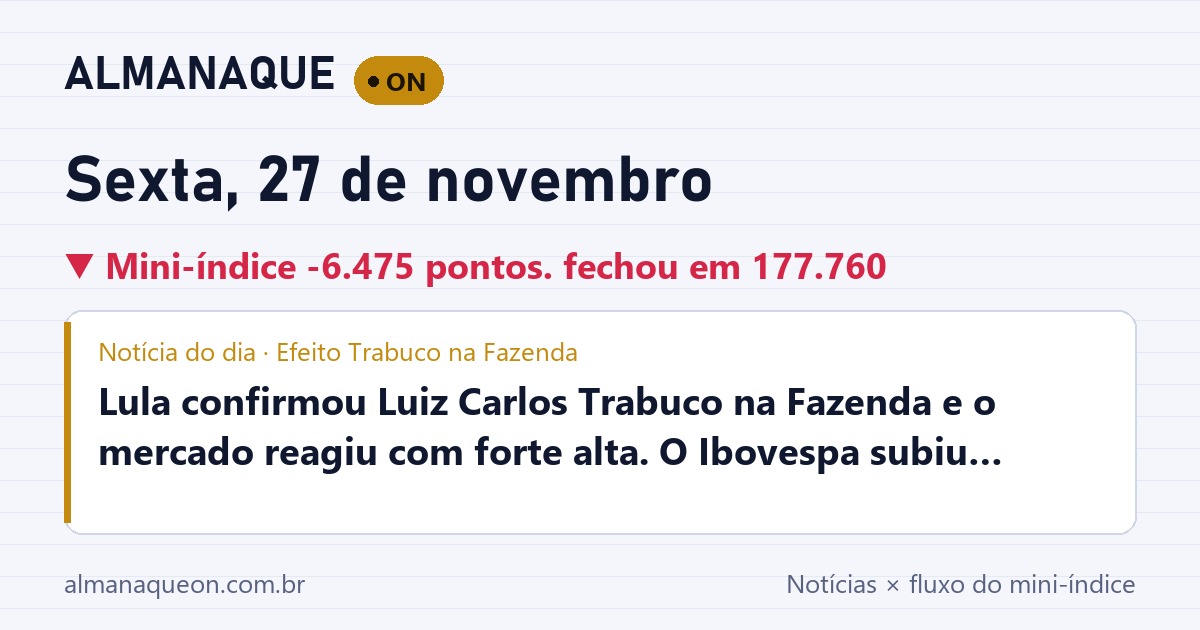 ALMANAQUE • ON
Sexta, 27 de novembro
▼ Mini-índice -6.475 pontos. fechou em 177.760
Notícia do dia · Efeito Trabuco na Fazenda
Lula confirmou Luiz Carlos Trabuco na Fazenda e o
mercado reagiu com forte alta. O Ibovespa subiu…
almanaqueon.com.br
Notícias × fluxo do mini-índice